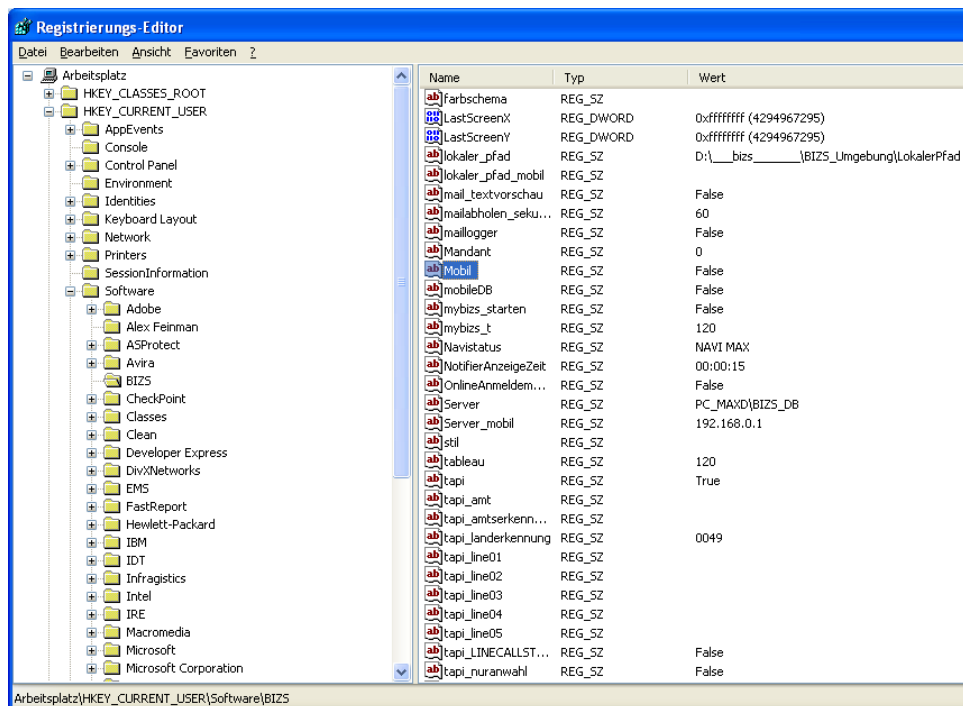 Registrierungs-Editor
Datei Bearbeiten Ansicht Favoriten ?
Arbeitsplatz
HKEY_CLASSES_ROOT
HKEY_CURRENT_USER
AppEvents
Console
Control Panel
Environment
Identities
Keyboard Layout
Network
Printers
SessionInformation
Software
Adobe
Alex Feinman
ASProtect
Avira
BIZS
CheckPoint
Classes
Clean
Developer Express
DivXNetworks
EMS
FastReport
Hewlett-Packard
IBM
IDT
Infragistics
Intel
IRE
Macromedia
Microsoft
Microsoft Corporation
Name Typ Wert
farbschema REG_SZ
LastScreenX REG_DWORD 0xffffffff (4294967295)
LastScreenY REG_DWORD 0xffffffff (4294967295)
lokaler_pfad REG_SZ D:\___bizs_______\BIZS_Umgebung\LokalerPfad
lokaler_pfad_mobil REG_SZ
mail_textvorschau REG_SZ False
mailabholen_seku... REG_SZ 60
maillogger REG_SZ False
Mandant REG_SZ 0
Mobil REG_SZ False
mobileDB REG_SZ False
mybizs_starten REG_SZ False
mybizs_t REG_SZ 120
Navistatus REG_SZ NAVI MAX
NotifierAnzeigeZeit REG_SZ 00:00:15
OnlineAnmeldem... REG_SZ False
Server REG_SZ PC_MAXD\BIZS_DB
Server_mobil REG_SZ 192.168.0.1
stil REG_SZ
tableau REG_SZ 120
tapi REG_SZ True
tapi_amt REG_SZ
tapi_amtserkenn... REG_SZ
tapi_landerkennung REG_SZ 0049
tapi_line01 REG_SZ
tapi_line02 REG_SZ
tapi_line03 REG_SZ
tapi_line04 REG_SZ
tapi_line05 REG_SZ
tapi_LINECALLST... REG_SZ False
tapi_nuranwahl REG_SZ False
Arbeitsplatz\HKEY_CURRENT_USER\Software\BIZS